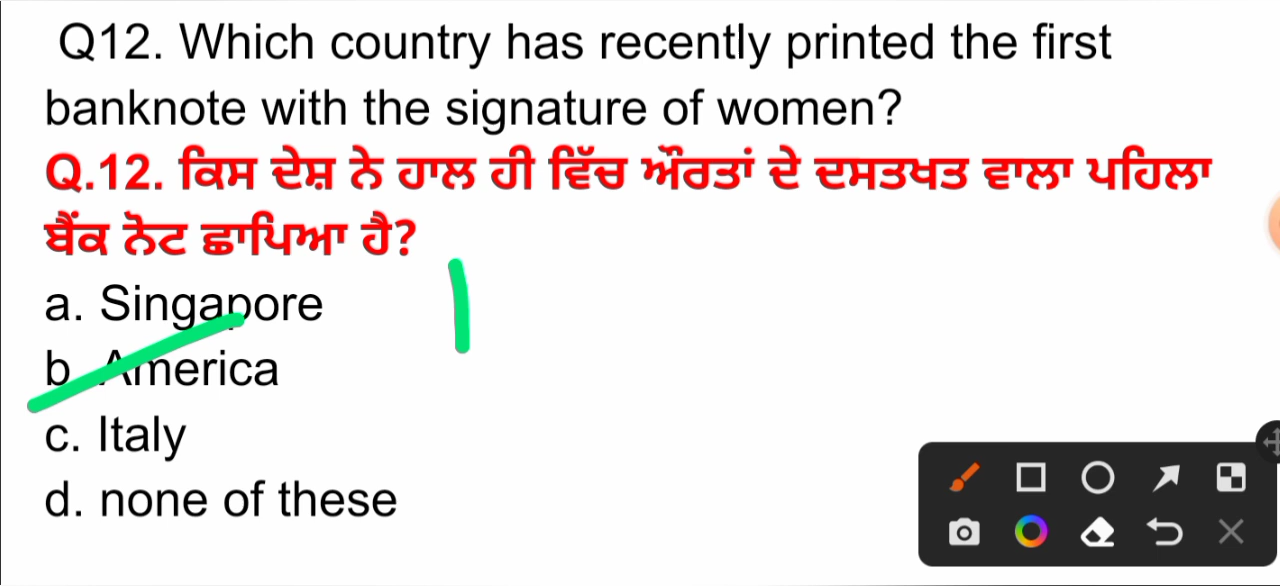 Q12. Which country has recently printed the first
banknote with the signature of women?
Q.12. ਕਿਸ ਦੇਸ਼ ਨੇ ਹਾਲ ਹੀ ਵਿੱਚ ਔਰਤਾਂ ਦੇ ਦਸਤਖਤ ਵਾਲਾ ਪਹਿਲਾ
ਬੈਂਕ ਨੋਟ ਛਾਪਿਆ ਹੈ?
a. Singapore
b. America
c. Italy
d. none of these